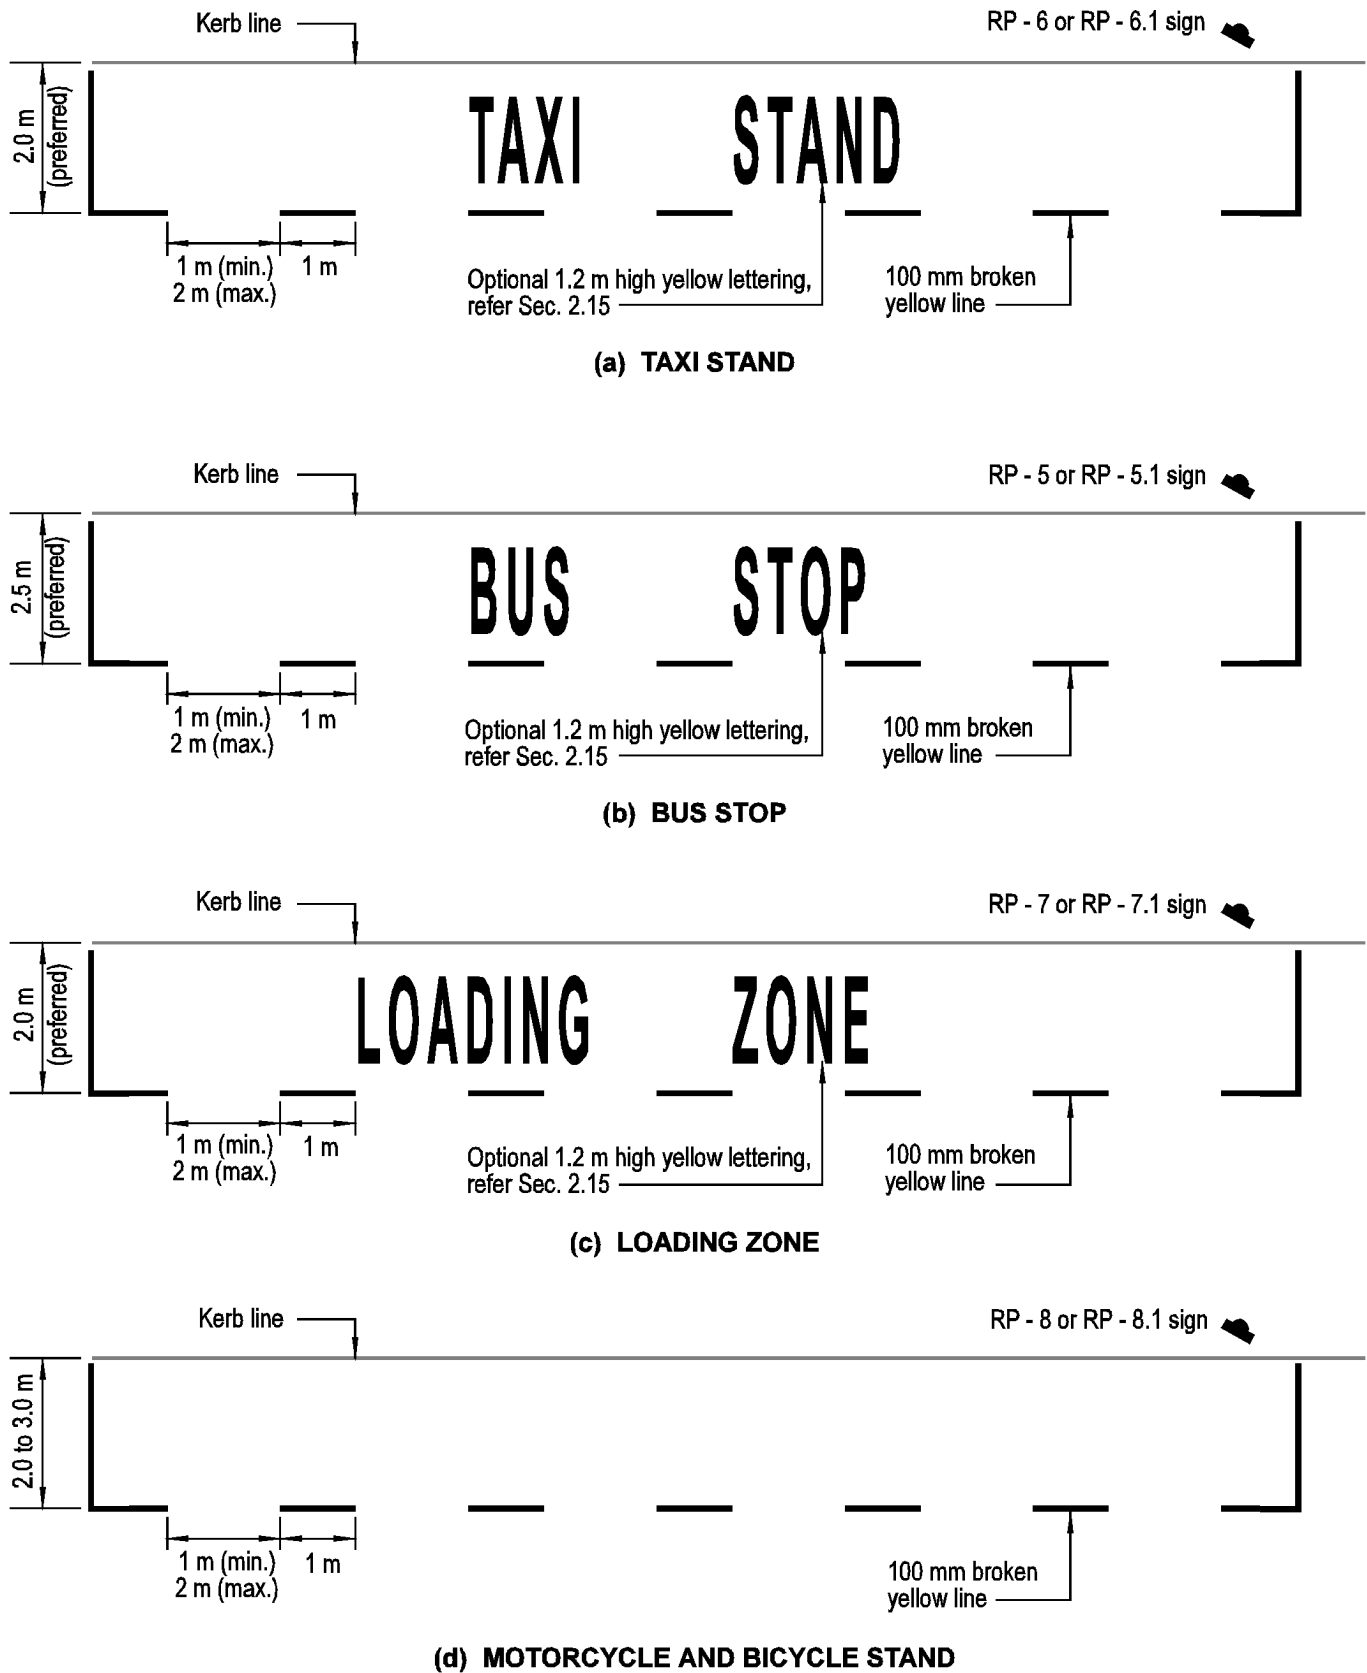 Kerb line
RP - 6 or RP - 6.1 sign
2.0 m
(preferred)
TAXI STAND
1 m (min.)
2 m (max.)
1 m
Optional 1.2 m high yellow lettering,
refer Sec. 2.15
100 mm broken
yellow line
(a) TAXI STAND
Kerb line
RP - 5 or RP - 5.1 sign
2.5 m
(preferred)
BUS STOP
1 m (min.)
2 m (max.)
1 m
Optional 1.2 m high yellow lettering,
refer Sec. 2.15
100 mm broken
yellow line
(b) BUS STOP
Kerb line
RP - 7 or RP - 7.1 sign
2.0 m
(preferred)
LOADING ZONE
1 m (min.)
2 m (max.)
1 m
Optional 1.2 m high yellow lettering,
refer Sec. 2.15
100 mm broken
yellow line
(c) LOADING ZONE
Kerb line
RP - 8 or RP - 8.1 sign
2.0 to 3.0 m
1 m (min.)
2 m (max.)
1 m
100 mm broken
yellow line
(d) MOTORCYCLE AND BICYCLE STAND